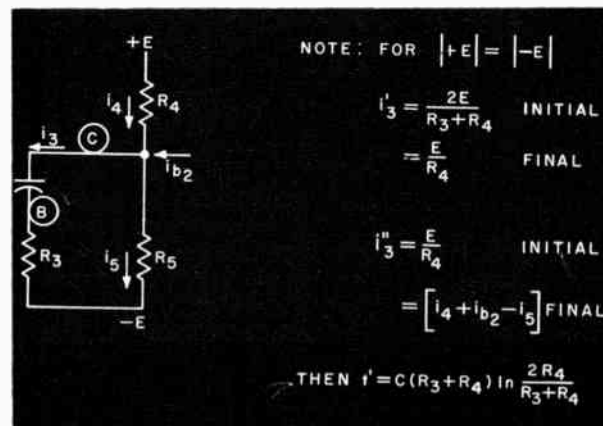 +E
i4 R4
i3 C
ib2
B
R3 i5 R5
-E
NOTE: FOR |+E| = |-E|
i'3 = 2E/(R3+R4) INITIAL
= E/R4 FINAL
i''3 = E/R4 INITIAL
= [i4+ib2-i5] FINAL
THEN t' = C(R3+R4) ln 2R4/(R3+R4)